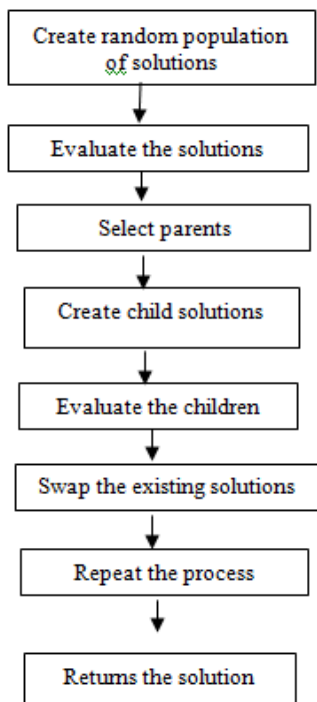 Create random population
of solutions
Evaluate the solutions
Select parents
Create child solutions
Evaluate the children
Swap the existing solutions
Repeat the process
Returns the solution